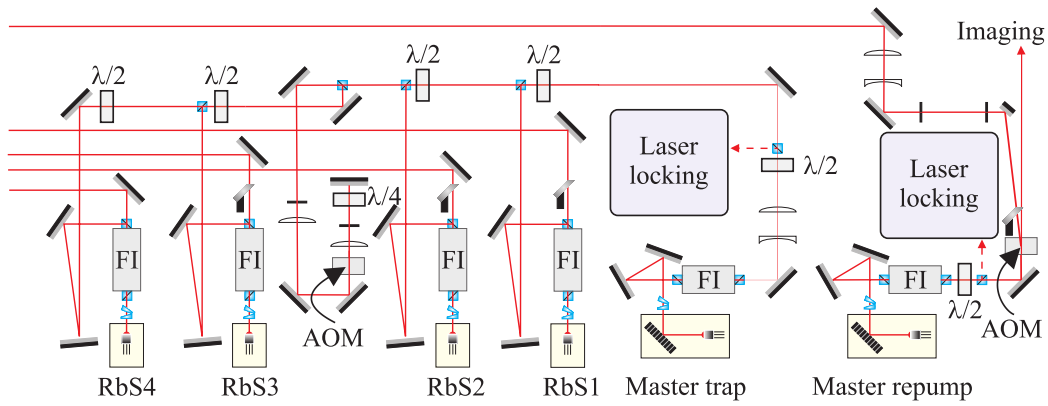 Imaging
λ/2
λ/2
λ/2
λ/2
Laser
locking
λ/2
Laser
locking
λ/4
FI
FI
FI
FI
FI
FI
λ/2
AOM
AOM
RbS4
RbS3
RbS2
RbS1
Master trap
Master repump